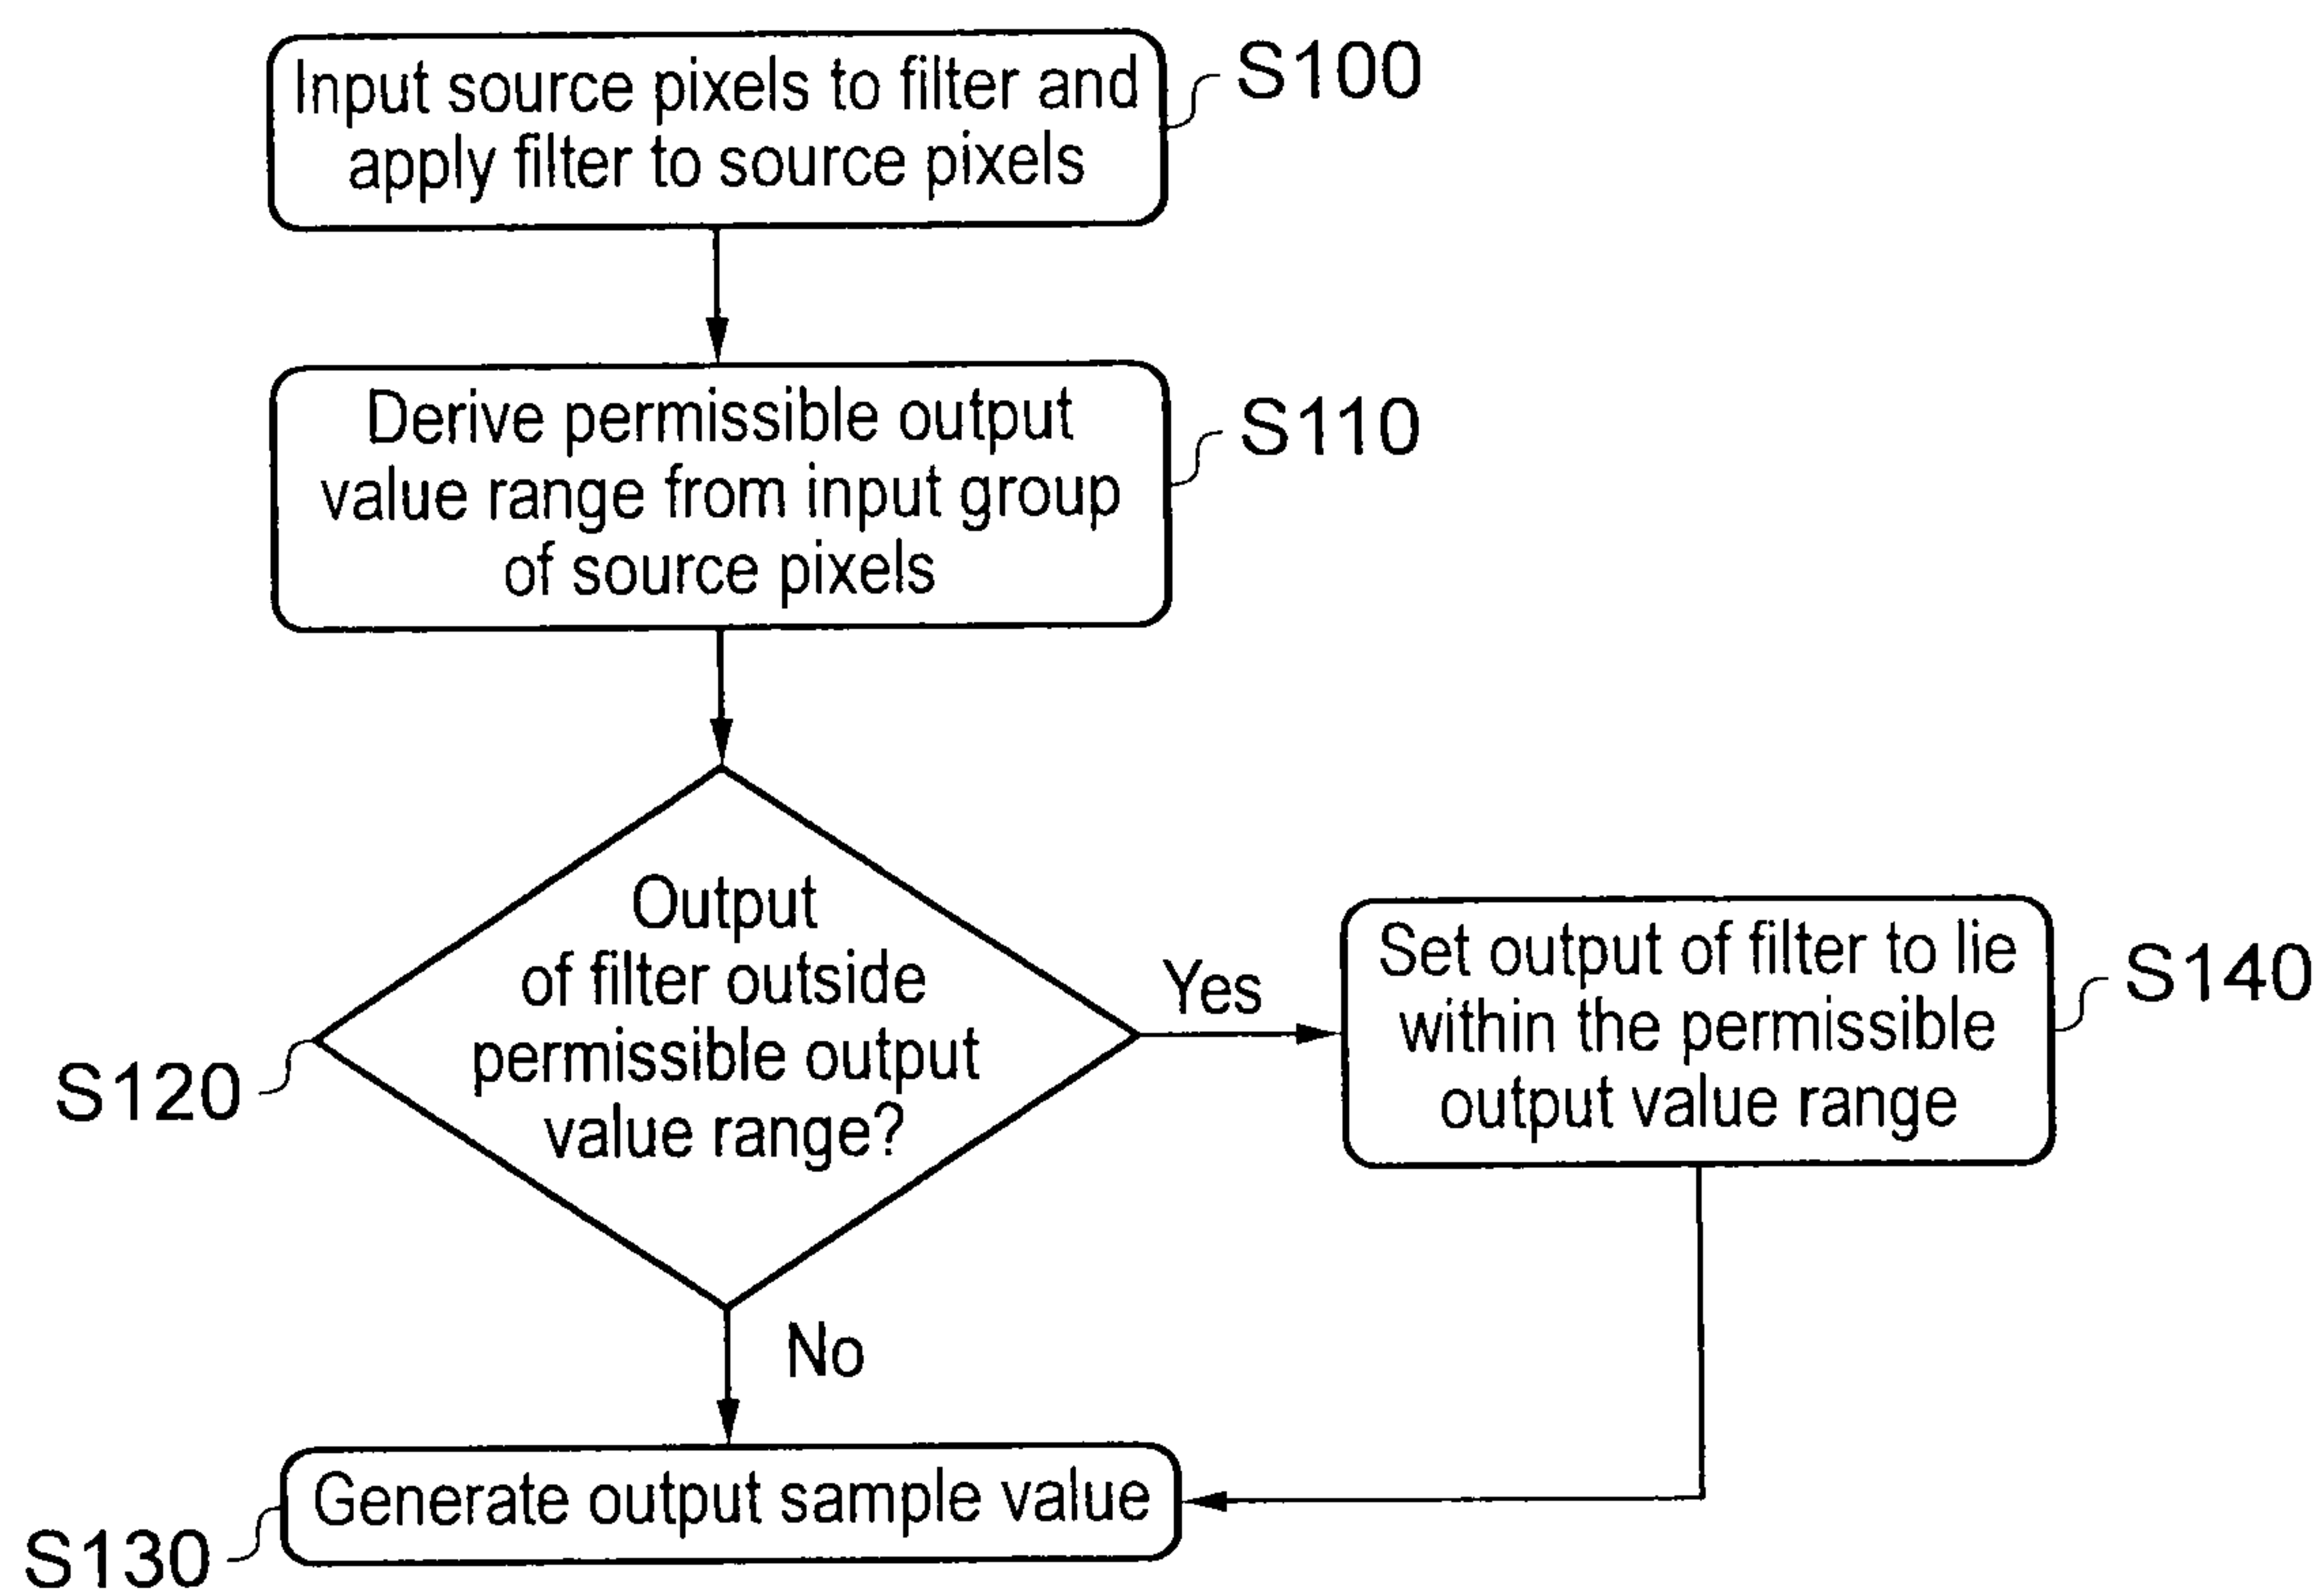 Input source pixels to filter and
apply filter to source pixels
S100
Derive permissible output
value range from input group
of source pixels
S110
Output
of filter outside
permissible output
value range?
S120
Yes
Set output of filter to lie
within the permissible
output value range
S140
No
Generate output sample value
S130